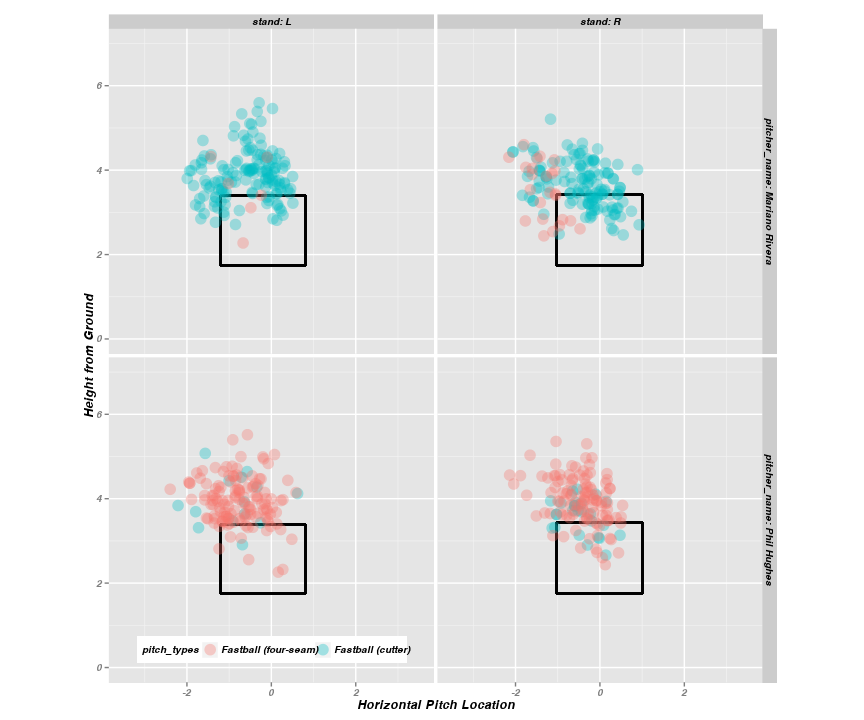 stand: L
stand: R
6
4
2
0
pitcher_name: Mariano Rivera
Height from Ground
6
4
2
0
pitcher_name: Phil Hughes
pitch_types Fastball (four-seam) Fastball (cutter)
-2 0 2
-2 0 2
Horizontal Pitch Location